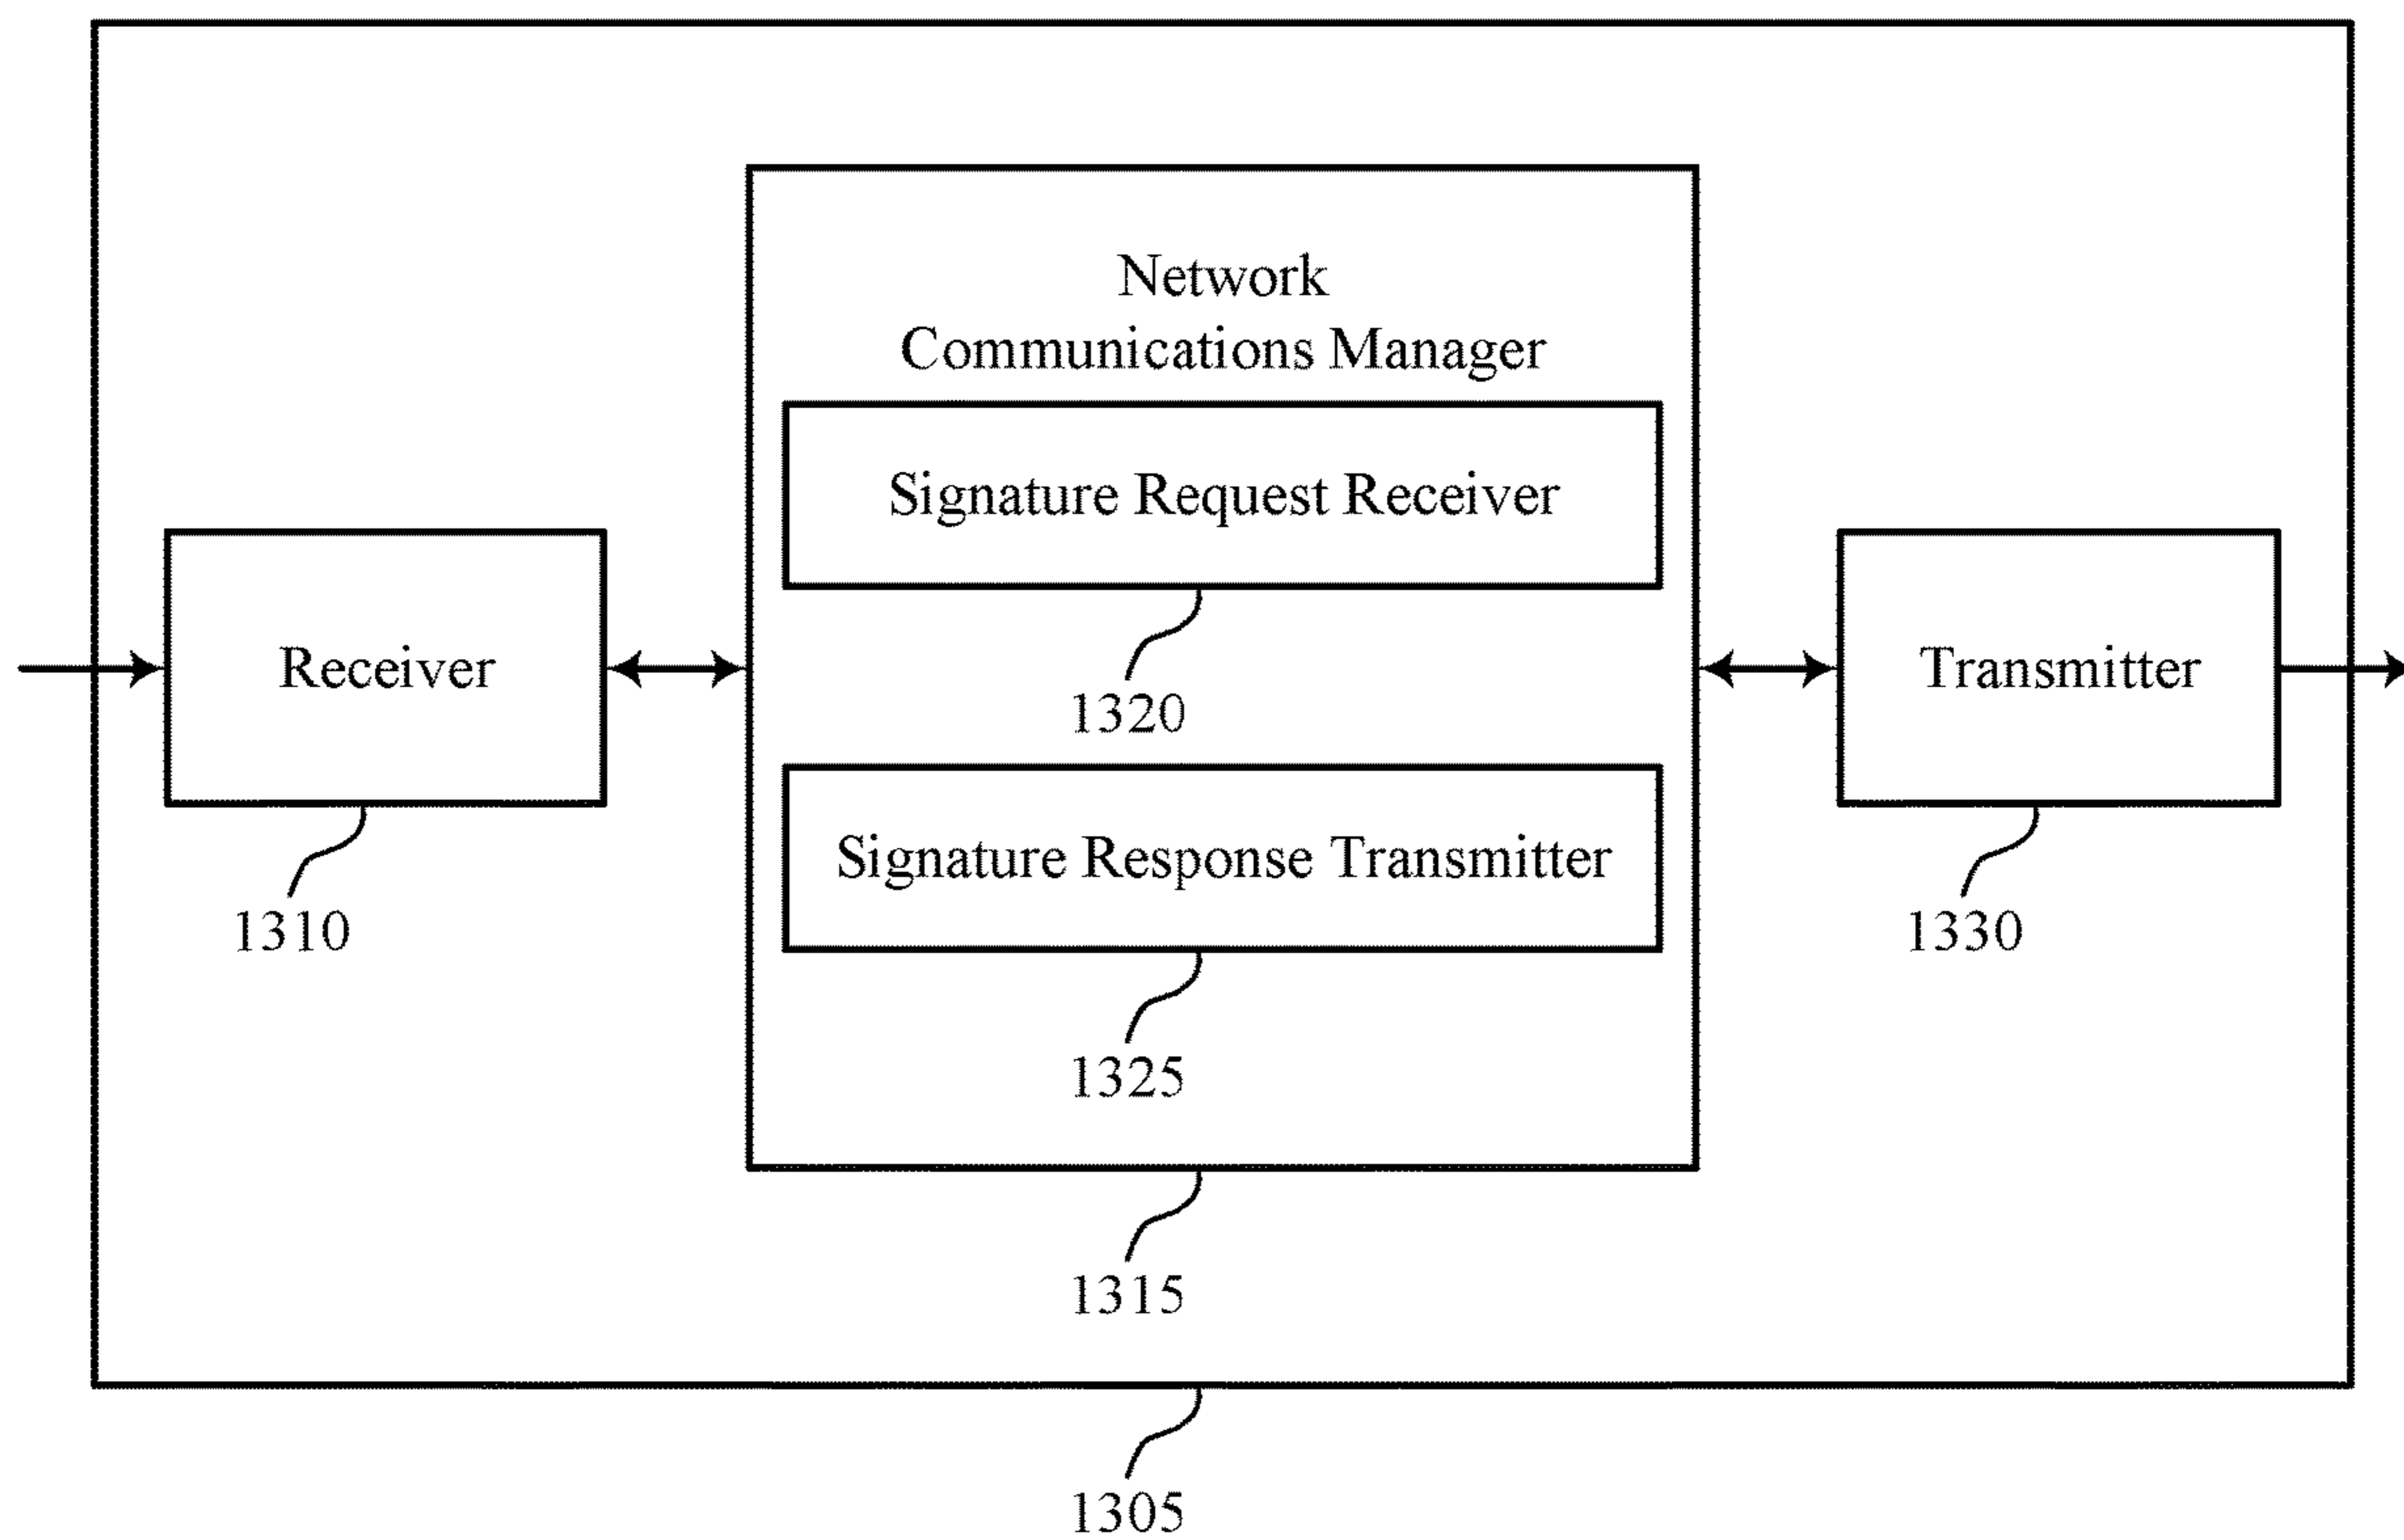 Network
Communications Manager
Signature Request Receiver
Receiver
Transmitter
1320
Signature Response Transmitter
1310
1330
1325
1315
1305